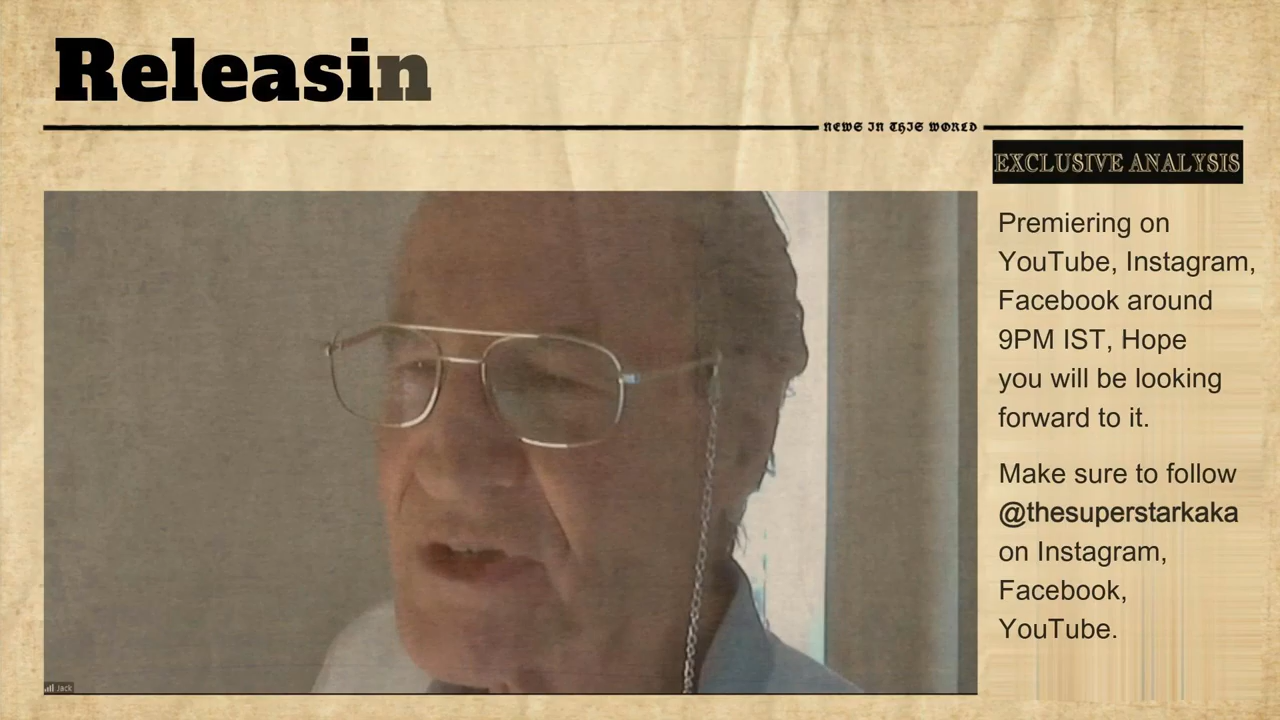 Releasin
NEWS IN THIS WORLD
EXCLUSIVE ANALYSIS
Premiering on
YouTube, Instagram,
Facebook around
9PM IST, Hope
you will be looking
forward to it.
Make sure to follow
@thesuperstarkaka
on Instagram,
Facebook,
YouTube.
Jack